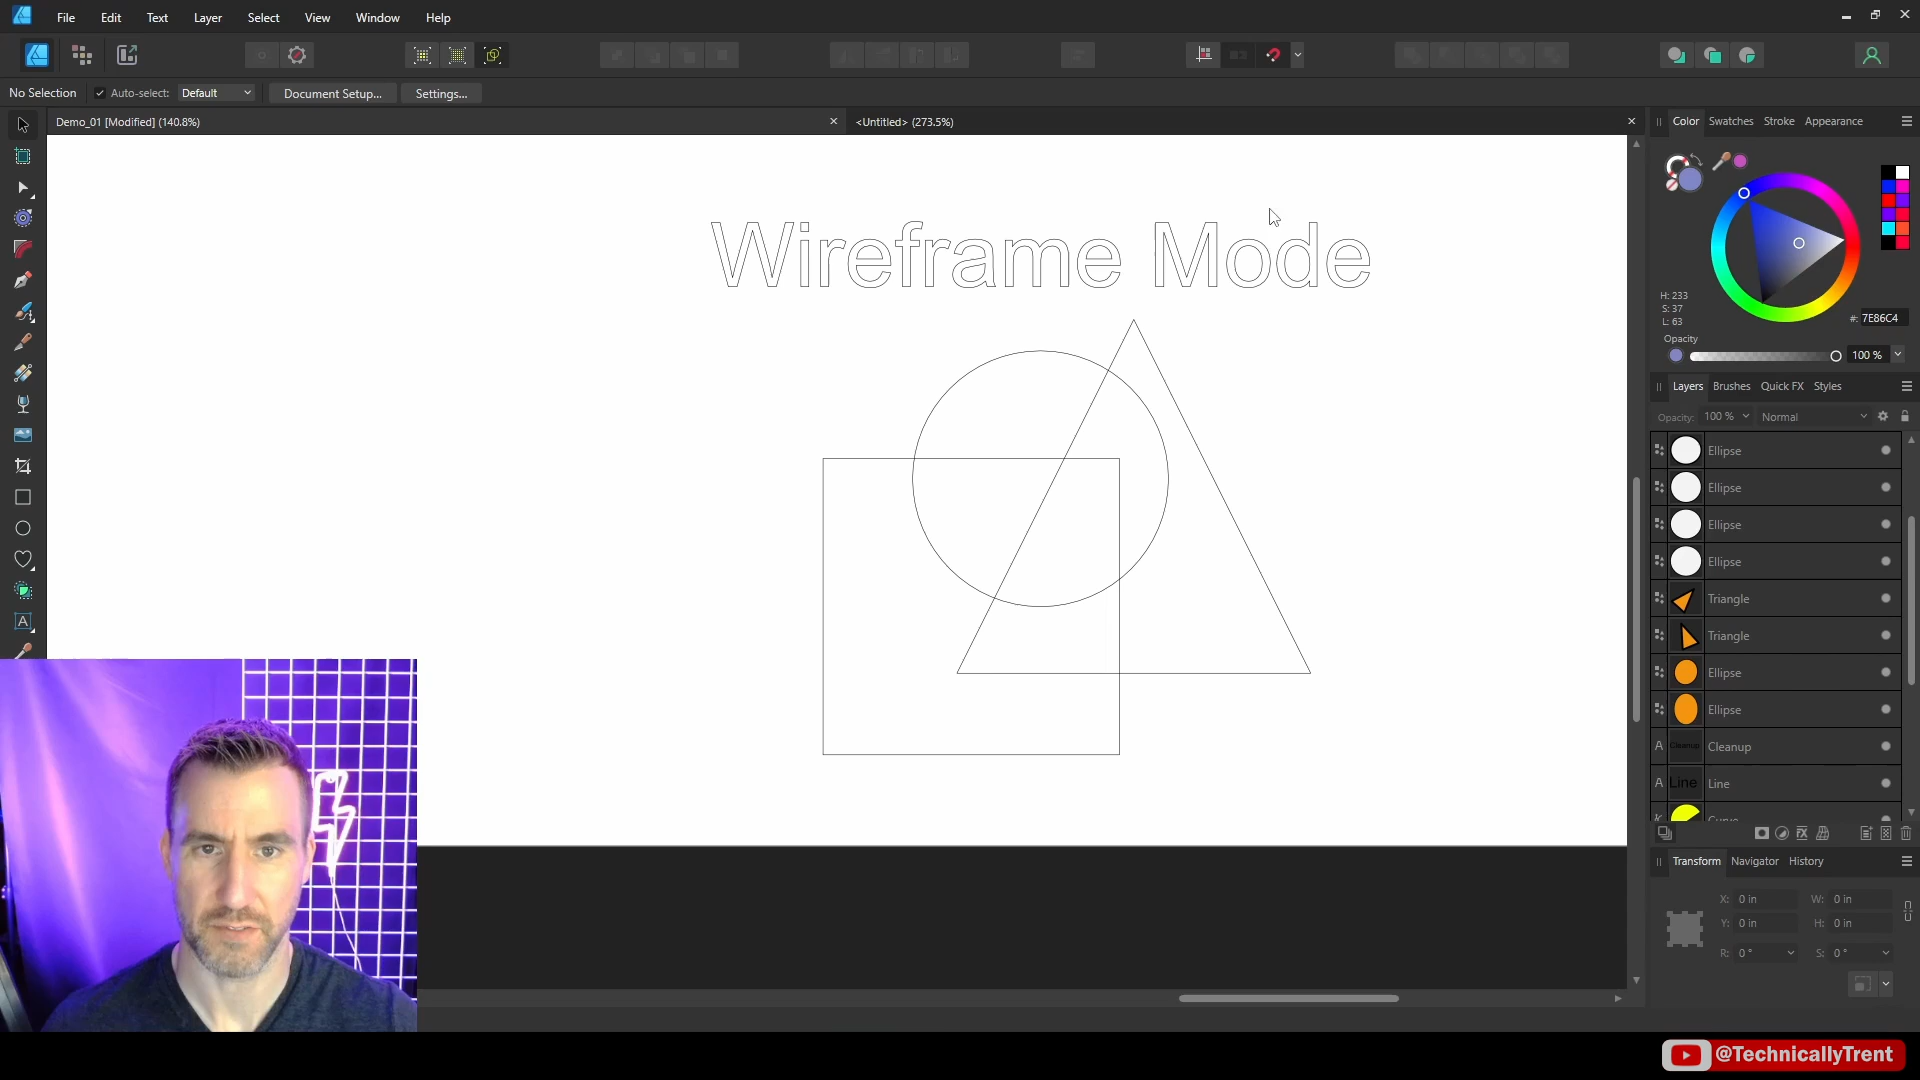 File Edit Text Layer Select View Window Help
No Selection Auto-select: Default Document Setup... Settings...
Demo_01 [Modified] (140.8%)
<Untitled> (273.5%)
Color Swatches Stroke Appearance
Wireframe Mode
H: 233
S: 37
L: 63
#: 7E86C4
Opacity
100 %
Layers Brushes Quick FX Styles
Opacity: 100 % Normal
Ellipse
Ellipse
Ellipse
Ellipse
Triangle
Triangle
Ellipse
Ellipse
A Cleanup Cleanup
A Line Line
Curve
Transform Navigator History
X: 0 in W: 0 in
Y: 0 in H: 0 in
R: 0 ° S: 0 °
@TechnicallyTrent